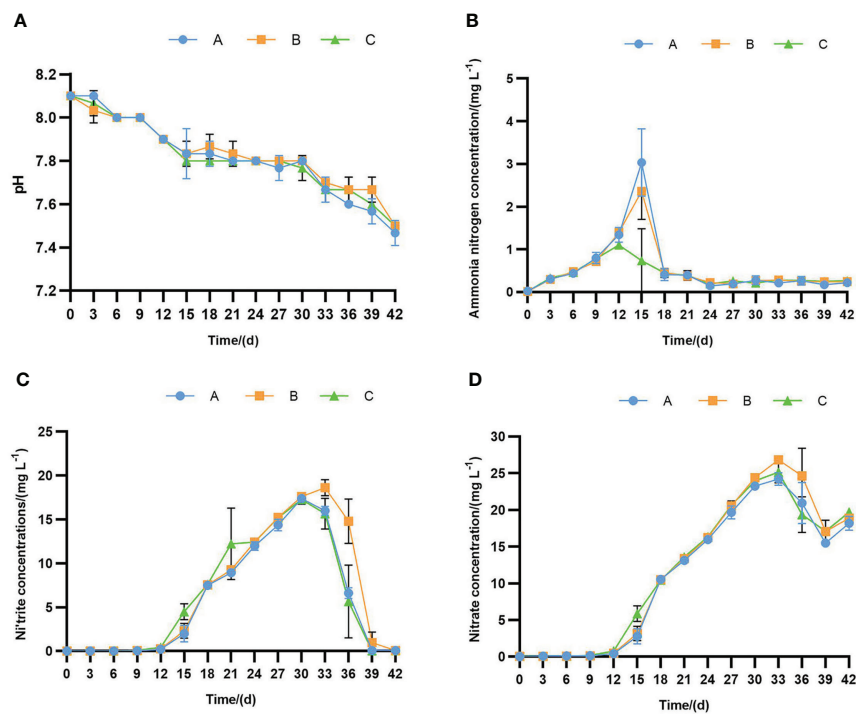 A
A B C
pH
8.2
8.0
7.8
7.6
7.4
7.2
0 3 6 9 12 15 18 21 24 27 30 33 36 39 42
Time/(d)
B
A B C
Ammonia nitrogen concentration/(mg L⁻¹)
5
4
3
2
1
0
0 3 6 9 12 15 18 21 24 27 30 33 36 39 42
Time/(d)
C
A B C
Ni'trite concentrations/(mg L⁻¹)
25
20
15
10
5
0
0 3 6 9 12 15 18 21 24 27 30 33 36 39 42
Time/(d)
D
A B C
Nitrate concentration/(mg L⁻¹)
30
25
20
15
10
5
0
0 3 6 9 12 15 18 21 24 27 30 33 36 39 42
Time/(d)